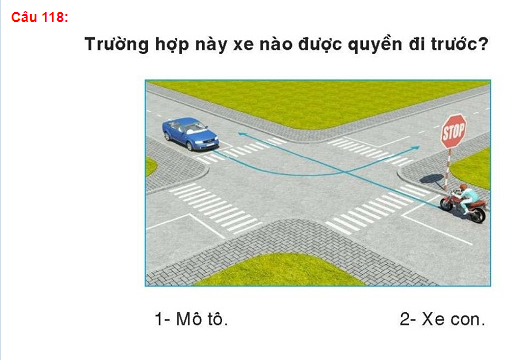 Câu 118:
Trường hợp này xe nào được quyền đi trước?
STOP
1- Mô tô.
2- Xe con.